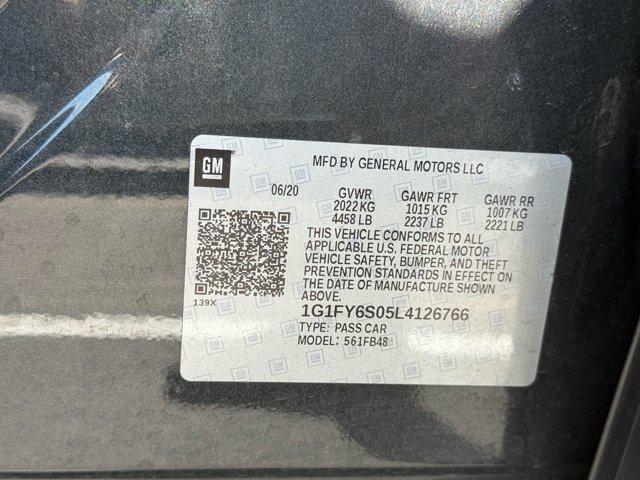 GM
MFD BY GENERAL MOTORS LLC
06/20 GVWR GAWR FRT GAWR RR
2022 KG 1015 KG 1007 KG
4458 LB 2237 LB 2221 LB
THIS VEHICLE CONFORMS TO ALL
APPLICABLE U.S. FEDERAL MOTOR
VEHICLE SAFETY, BUMPER, AND THEFT
PREVENTION STANDARDS IN EFFECT ON
THE DATE OF MANUFACTURE SHOWN
ABOVE.
139X
1G1FY6S05L4126766
TYPE: PASS CAR
MODEL: 561FB48